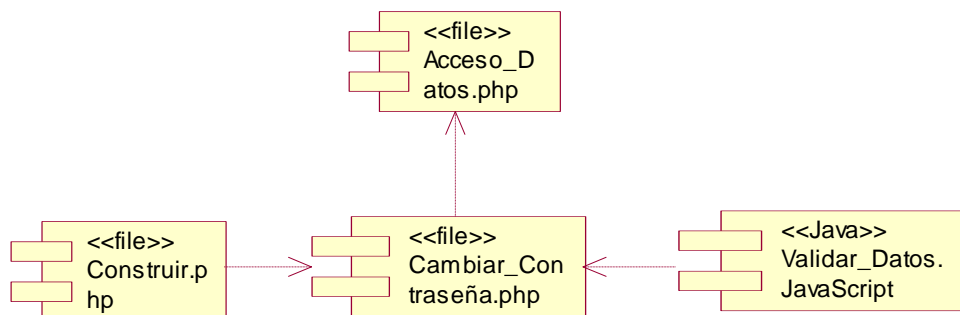 <<file>>
Acceso_D
atos.php
<<file>>
Construir.p
hp
<<file>>
Cambiar_Con
traseña.php
<<Java>>
Validar_Datos.
JavaScript